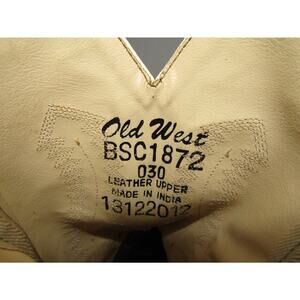 Old West
BSC1872
030
LEATHER UPPER
MADE IN INDIA
13122012